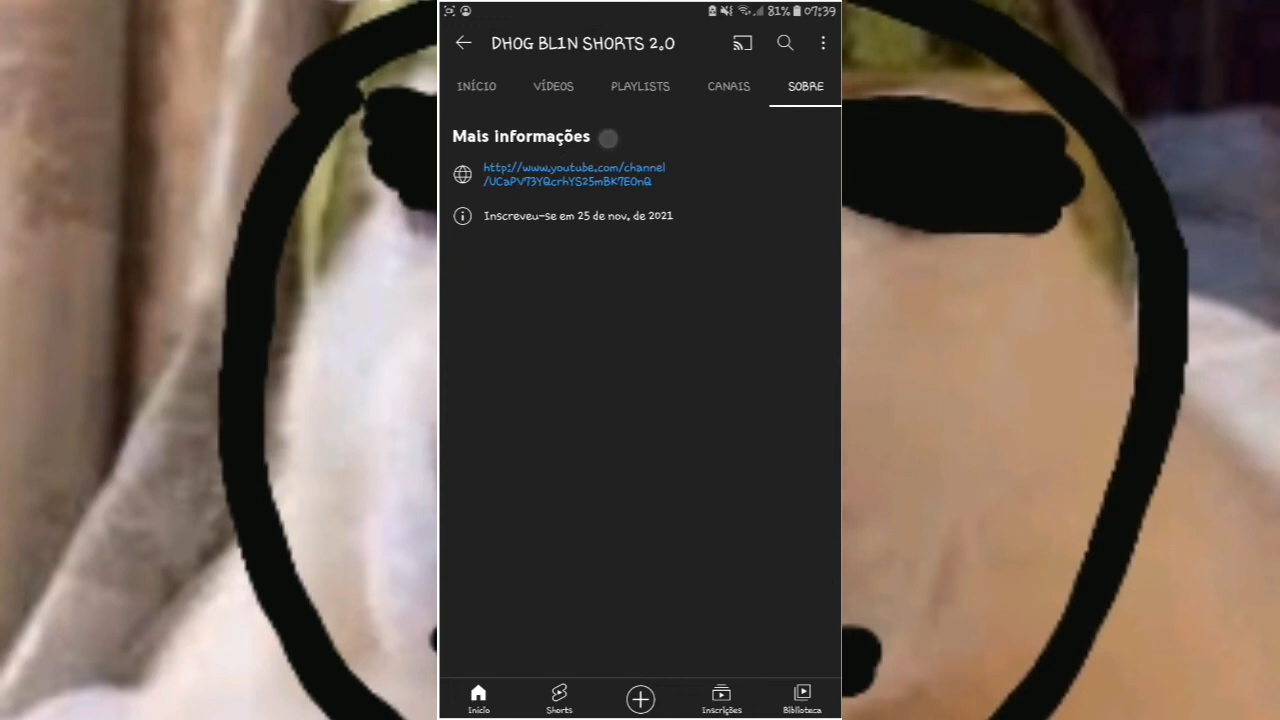 81% 07:39
DHOG BL1N SHORTS 2.0
INÍCIO VÍDEOS PLAYLISTS CANAIS SOBRE
Mais informações
http://www.youtube.com/channel
/UCaPV73YQcrhYS25mBK7EOnQ
Inscreveu-se em 25 de nov. de 2021
Início Shorts Inscrições Biblioteca